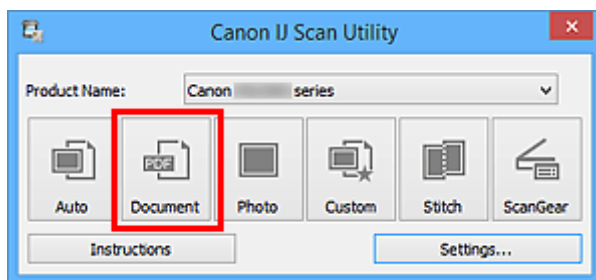 Canon IJ Scan Utility
Product Name: Canon series
PDF
Auto Document Photo Custom Stitch ScanGear
Instructions Settings...